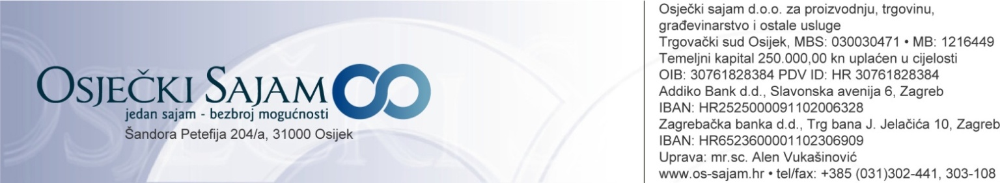 OSJEČKI SAJAM
jedan sajam - bezbroj mogućnosti
Šandora Petefija 204/a, 31000 Osijek
Osječki sajam d.o.o. za proizvodnju, trgovinu,
građevinarstvo i ostale usluge
Trgovački sud Osijek, MBS: 030030471 • MB: 1216449
Temeljni kapital 250.000,00 kn uplaćen u cijelosti
OIB: 30761828384 PDV ID: HR 30761828384
Addiko Bank d.d., Slavonska avenija 6, Zagreb
IBAN: HR2525000091102006328
Zagrebačka banka d.d., Trg bana J. Jelačića 10, Zagreb
IBAN: HR6523600001102306909
Uprava: mr.sc. Alen Vukašinović
www.os-sajam.hr • tel/fax: +385 (031)302-441, 303-108